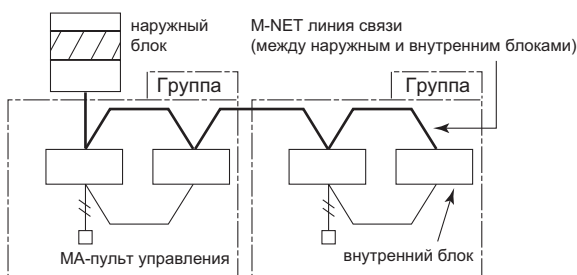 наружный
блок
M-NET линия связи
(между наружным и внутренним блоками)
Группа
Группа
МА-пульт управления
внутренний блок